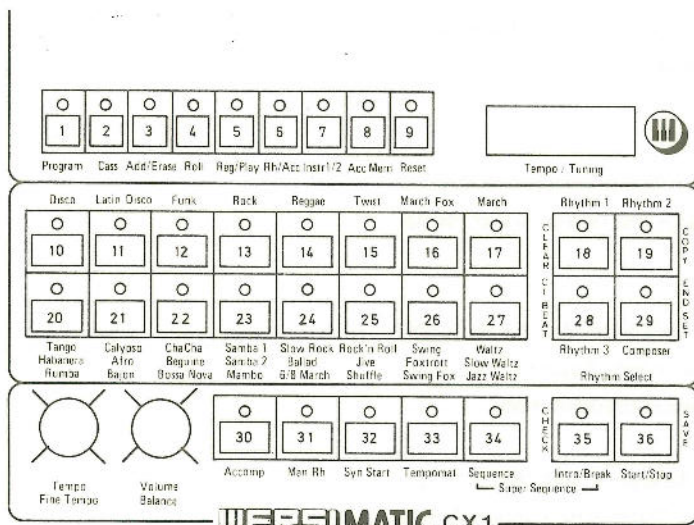 1 2 3 4 5 6 7 8 9
Program Cass Add/Erase Roll Reg/Play Rh/Acc Instr1/2 Acc Mem Reset
Tempo / Tuning
Disco Latin Disco Funk Rock Reggae Twist March Fox March
Rhythm 1 Rhythm 2
10 11 12 13 14 15 16 17
CLEAR
18 19
COPY
20 21 22 23 24 25 26 27
CL BEAT
28 29
END SET
Tango Calypso ChaCha Samba 1 Slow Rock Rock'n Roll Swing Waltz
Habanera Afro Beguine Samba 2 Ballad Jive Foxtrott Slow Waltz
Rumba Bajon Bossa Nova Mambo 6/8 March Shuffle Swing Fox Jazz Waltz
Rhythm 3 Composer
Rhythm Select
30 31 32 33 34
CHECK
35 36
SAVE
Accomp Man Rh Syn Start Tempomat Sequence Intro/Break Start/Stop
Super Sequence
Tempo
Fine Tempo
Volume
Balance
WERSIMATIC CX1